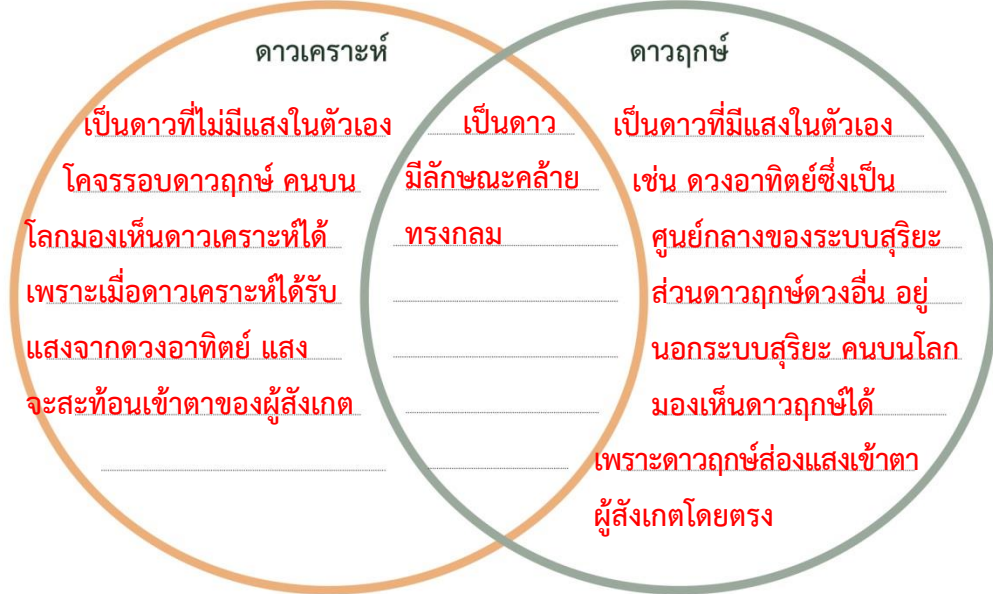 ดาวเคราะห์
เป็นดาวที่ไม่มีแสงในตัวเอง
โคจรรอบดาวฤกษ์ คนบน
โลกมองเห็นดาวเคราะห์ได้
เพราะเมื่อดาวเคราะห์ได้รับ
แสงจากดวงอาทิตย์ แสง
จะสะท้อนเข้าตาของผู้สังเกต
เป็นดาว
มีลักษณะคล้าย
ทรงกลม
ดาวฤกษ์
เป็นดาวที่มีแสงในตัวเอง
เช่น ดวงอาทิตย์ซึ่งเป็น
ศูนย์กลางของระบบสุริยะ
ส่วนดาวฤกษ์ดวงอื่น อยู่
นอกระบบสุริยะ คนบนโลก
มองเห็นดาวฤกษ์ได้
เพราะดาวฤกษ์ส่องแสงเข้าตา
ผู้สังเกตโดยตรง